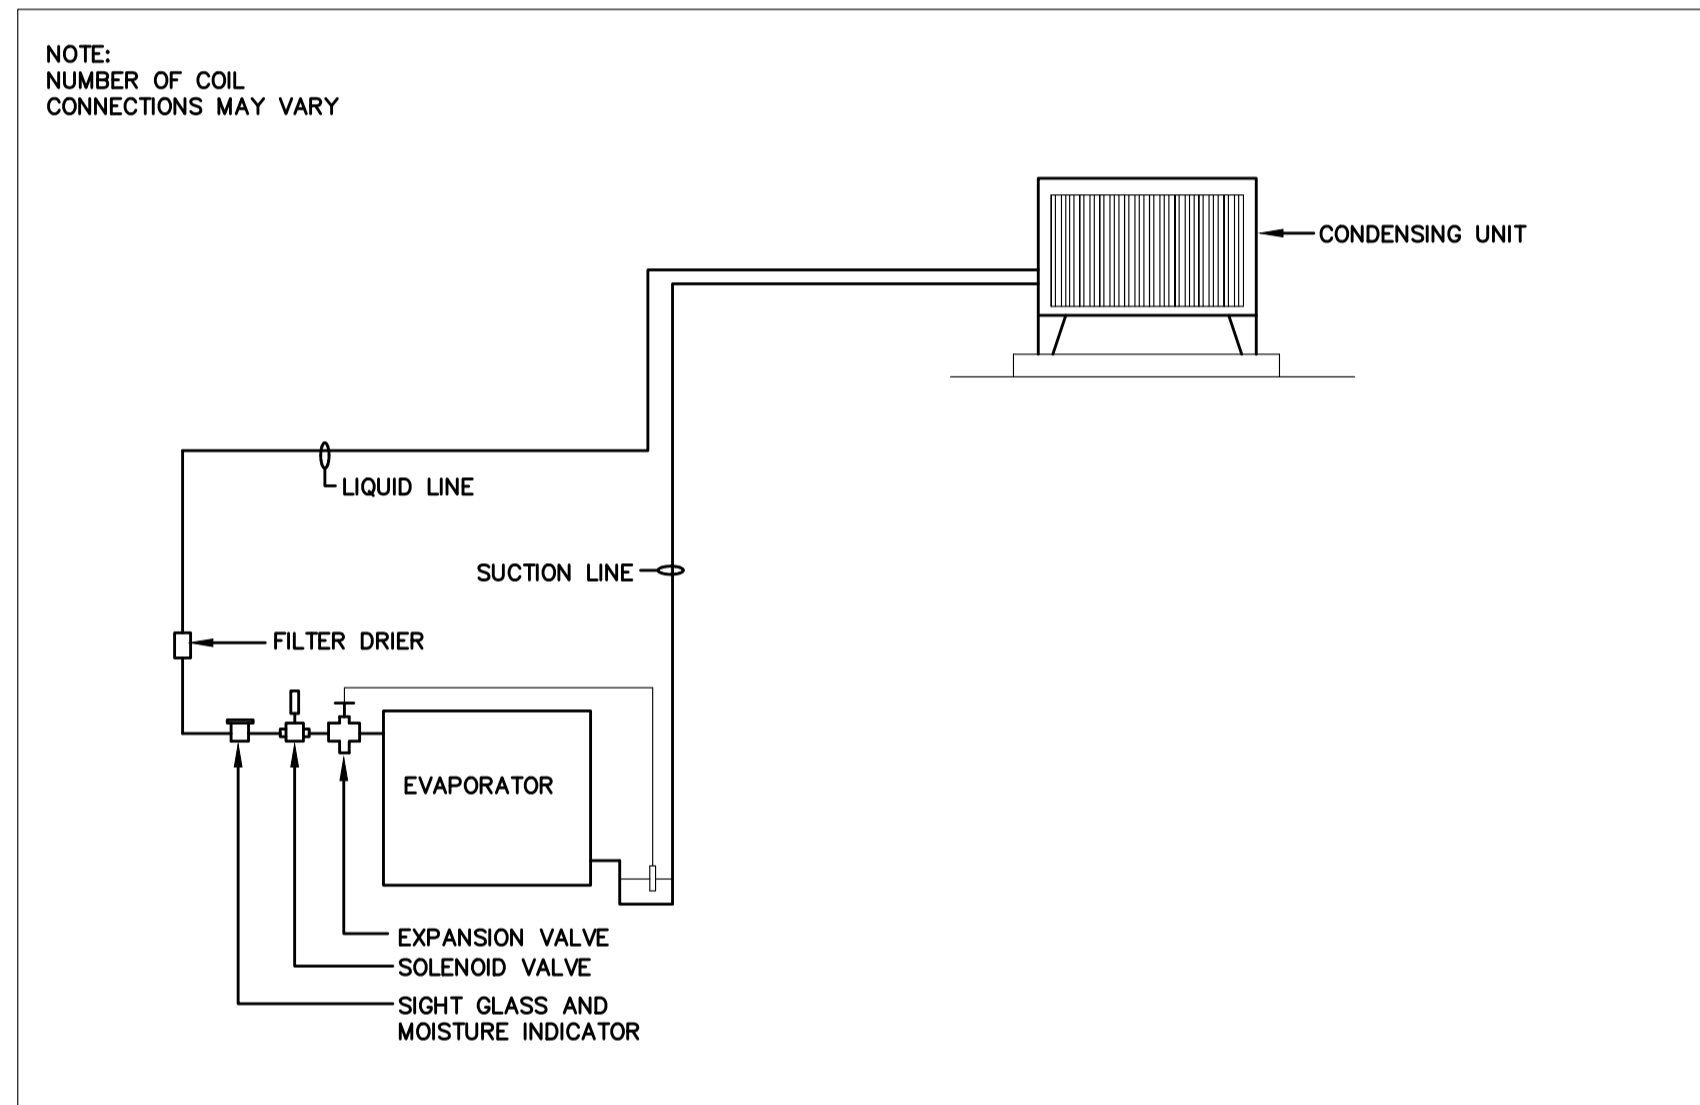 NOTE:
NUMBER OF COIL
CONNECTIONS MAY VARY
CONDENSING UNIT
LIQUID LINE
SUCTION LINE
FILTER DRIER
EVAPORATOR
EXPANSION VALVE
SOLENOID VALVE
SIGHT GLASS AND
MOISTURE INDICATOR